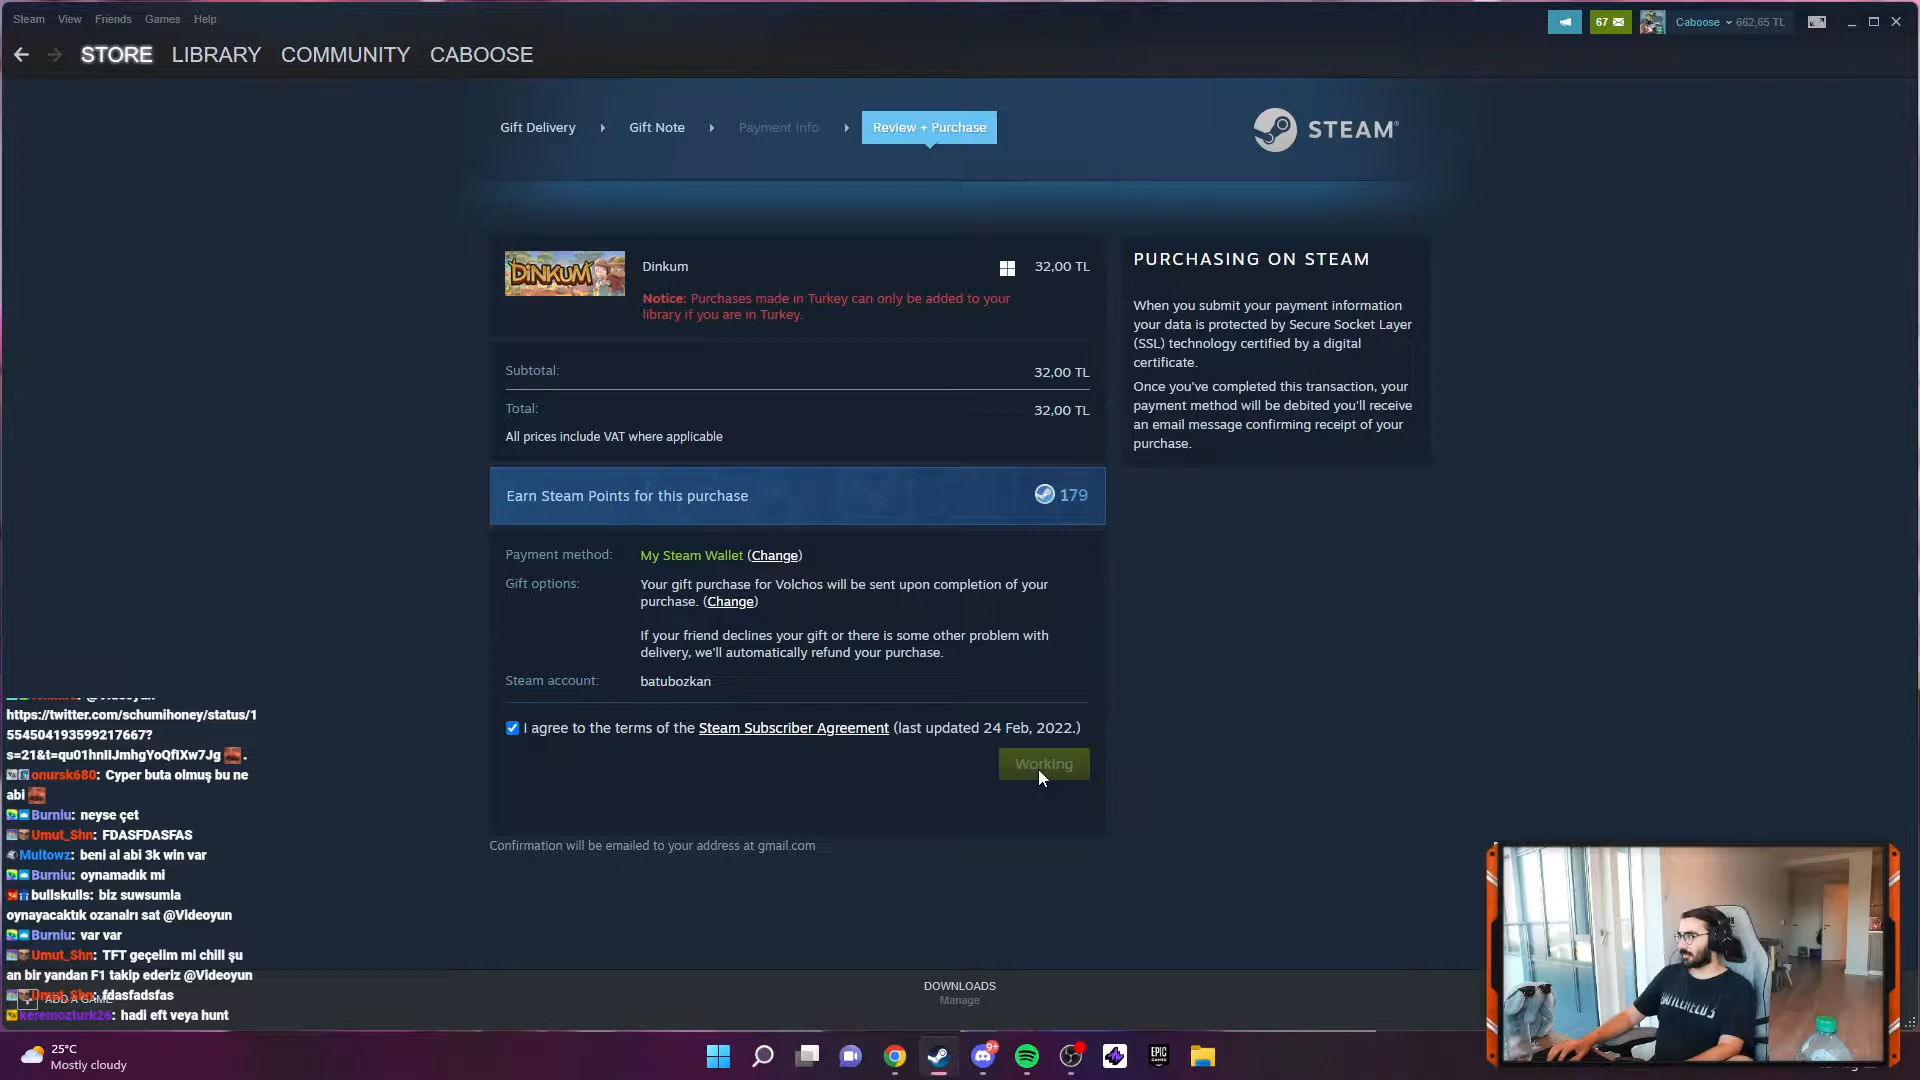 Steam View Friends Games Help
67
Caboose 662,65 TL
STORE LIBRARY COMMUNITY CABOOSE
Gift Delivery Gift Note Payment Info Review + Purchase
STEAM®
DINKUM
Dinkum
32,00 TL
Notice: Purchases made in Turkey can only be added to your
library if you are in Turkey.
Subtotal: 32,00 TL
Total: 32,00 TL
All prices include VAT where applicable
Earn Steam Points for this purchase 179
Payment method: My Steam Wallet (Change)
Gift options: Your gift purchase for Volchos will be sent upon completion of your
purchase. (Change)
If your friend declines your gift or there is some other problem with
delivery, we'll automatically refund your purchase.
Steam account: batubozkan
I agree to the terms of the Steam Subscriber Agreement (last updated 24 Feb, 2022.)
Working
Confirmation will be emailed to your address at gmail.com
PURCHASING ON STEAM
When you submit your payment information
your data is protected by Secure Socket Layer
(SSL) technology certified by a digital
certificate.
Once you've completed this transaction, your
payment method will be debited you'll receive
an email message confirming receipt of your
purchase.
https://twitter.com/schumihoney/status/1
554504193599217667?
s=21&t=qu01hnIIJmhgYoQfIXw7Jg .
onursk680: Cyper buta olmuş bu ne
abi
Burniu: neyse çet
Umut_Shn: FDASFDASFAS
Multowz: beni al abi 3k win var
Burniu: oynamadık mi
bullskulls: biz suwsumla
oynayacaktık ozanalrı sat @Videoyun
Burniu: var var
Umut_Shn: TFT geçelim mi chill şu
an bir yandan F1 takip ederiz @Videoyun
Umut_Shn: fdasfadsfas
ADD A GAME
keremozturk26: hadi eft veya hunt
DOWNLOADS
Manage
25°C
Mostly cloudy
9+
EPIC
GAMES